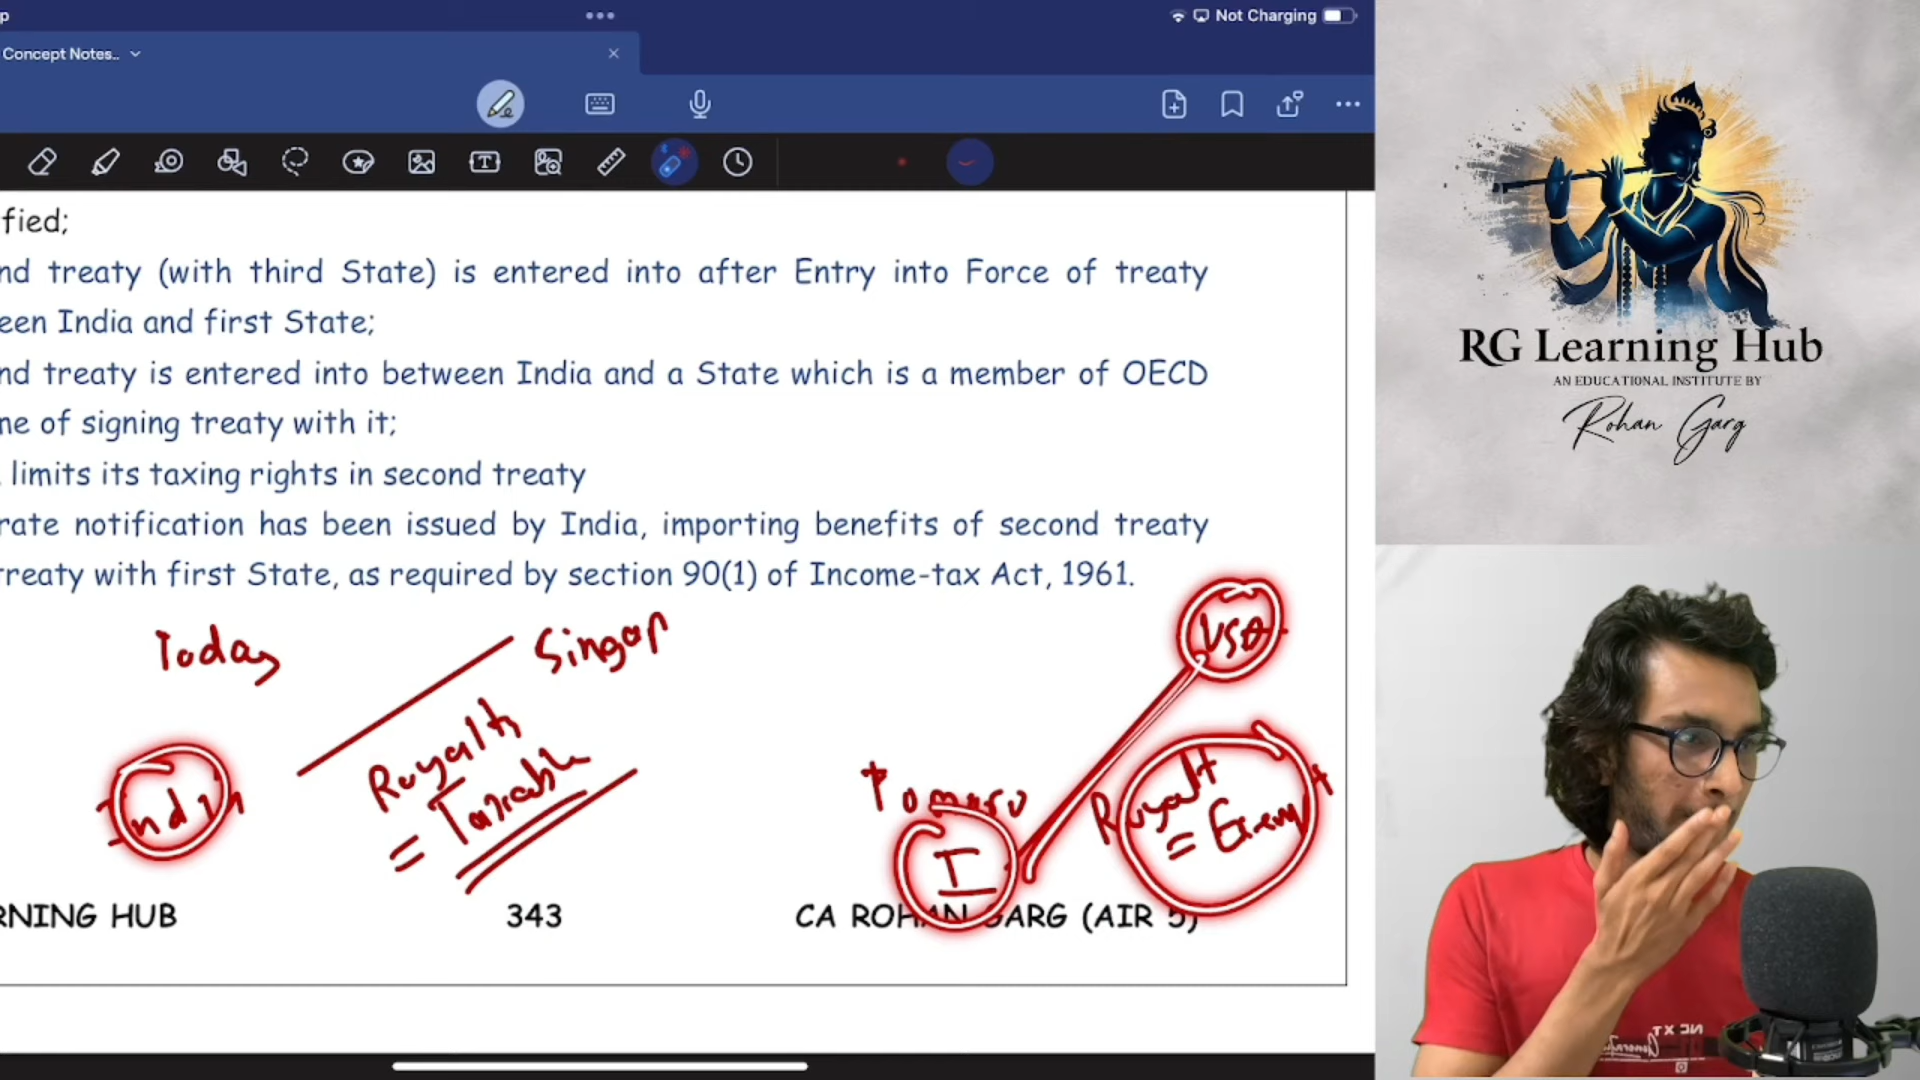 p
Not Charging
Concept Notes..
fied;
nd treaty (with third State) is entered into after Entry into Force of treaty
een India and first State;
nd treaty is entered into between India and a State which is a member of OECD
ne of signing treaty with it;
limits its taxing rights in second treaty
rate notification has been issued by India, importing benefits of second treaty
treaty with first State, as required by section 90(1) of Income-tax Act, 1961.
Today
Singap
USA
Royalty
= Taxable
India
Tomorrow
I
Royalt
= Exempt
RNING HUB
343
CA ROHAN GARG (AIR 5)
RG Learning Hub
AN EDUCATIONAL INSTITUTE BY
Rohan Garg